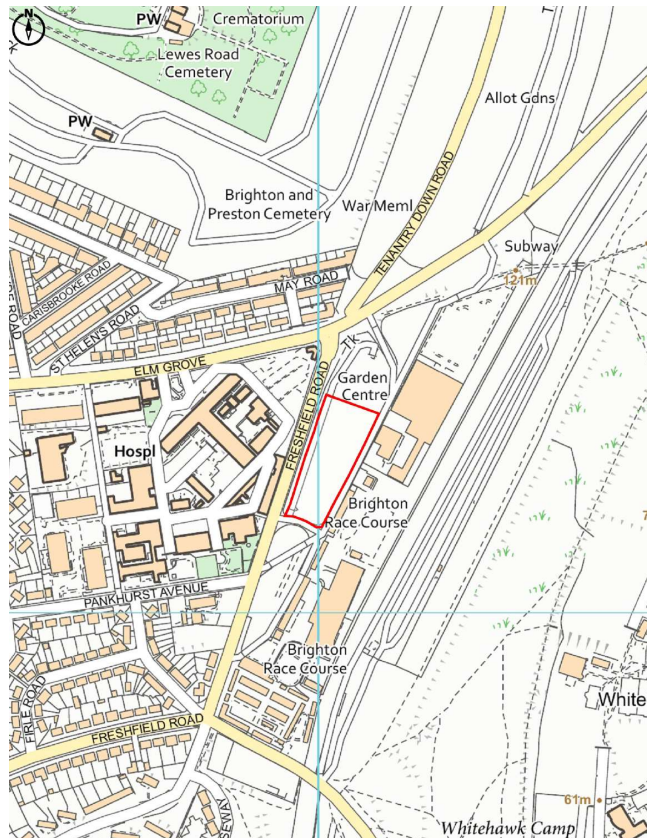 N
PW
Crematorium
Lewes Road
Cemetery
Allot Gdns
PW
Brighton and
Preston Cemetery
War Meml
TENANTRY DOWN ROAD
Subway
121m
CARISBROOKE ROAD
MAY ROAD
ST HELEN'S ROAD
ROAD
ELM GROVE
Tk
Garden
Centre
FRESHFIELD ROAD
Hospl
Brighton
Race Course
PANKHURST AVENUE
Brighton
Race Course
FIRLE ROAD
White
FRESHFIELD ROAD
61m
Whitehawk Camp